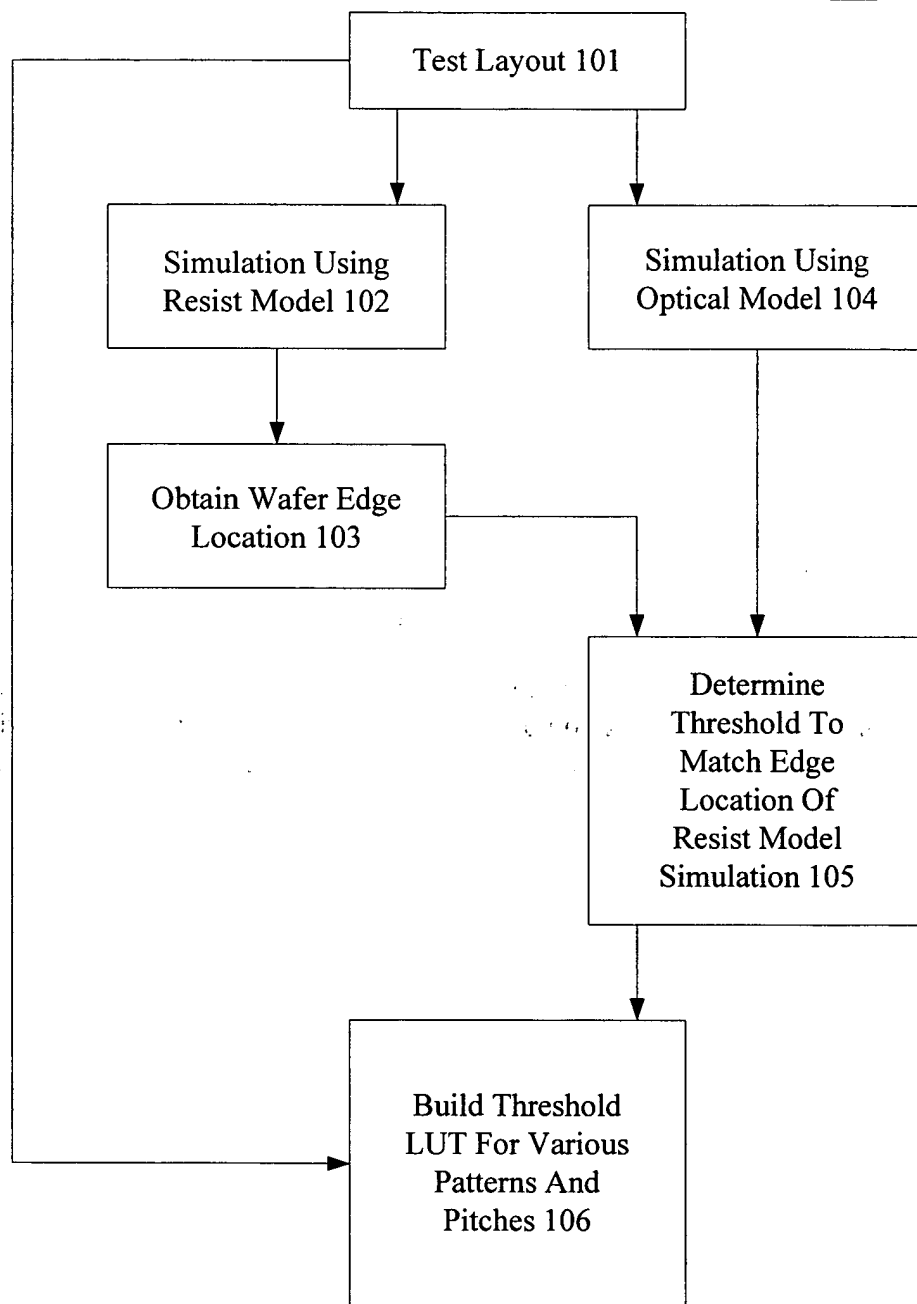 Test Layout 101
Simulation Using
Resist Model 102
Simulation Using
Optical Model 104
Obtain Wafer Edge
Location 103
Determine
Threshold To
Match Edge
Location Of
Resist Model
Simulation 105
Build Threshold
LUT For Various
Patterns And
Pitches 106